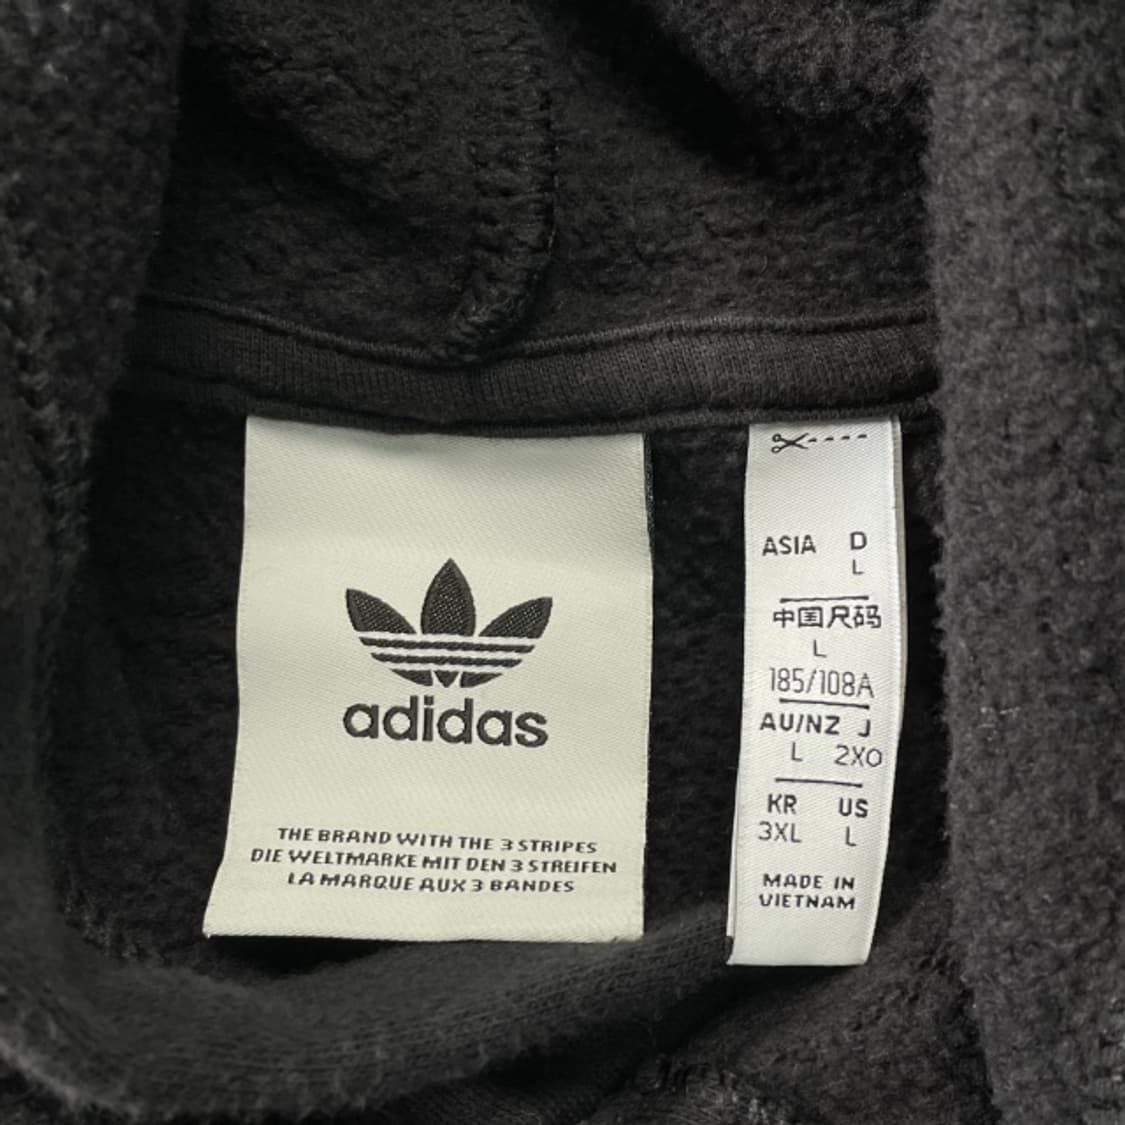 adidas
THE BRAND WITH THE 3 STRIPES
DIE WELTMARKE MIT DEN 3 STREIFEN
LA MARQUE AUX 3 BANDES
ASIA D
L
中国尺码
L
185/108A
AU/NZ J
L 2XO
KR US
3XL L
MADE IN
VIETNAM